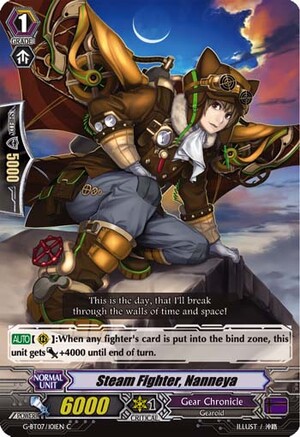 1
GRADE
5000
This is the day, that I'll break
through the walls of time and space!
AUTO [ ]:When any fighter's card is put into the bind zone, this
unit gets +4000 until end of turn.
NORMAL
UNIT
Steam Fighter, Nanneya
POWER
6000
1
CRITICAL
Gear Chronicle
Gearoid
G-BT07/101EN C
ILLUST